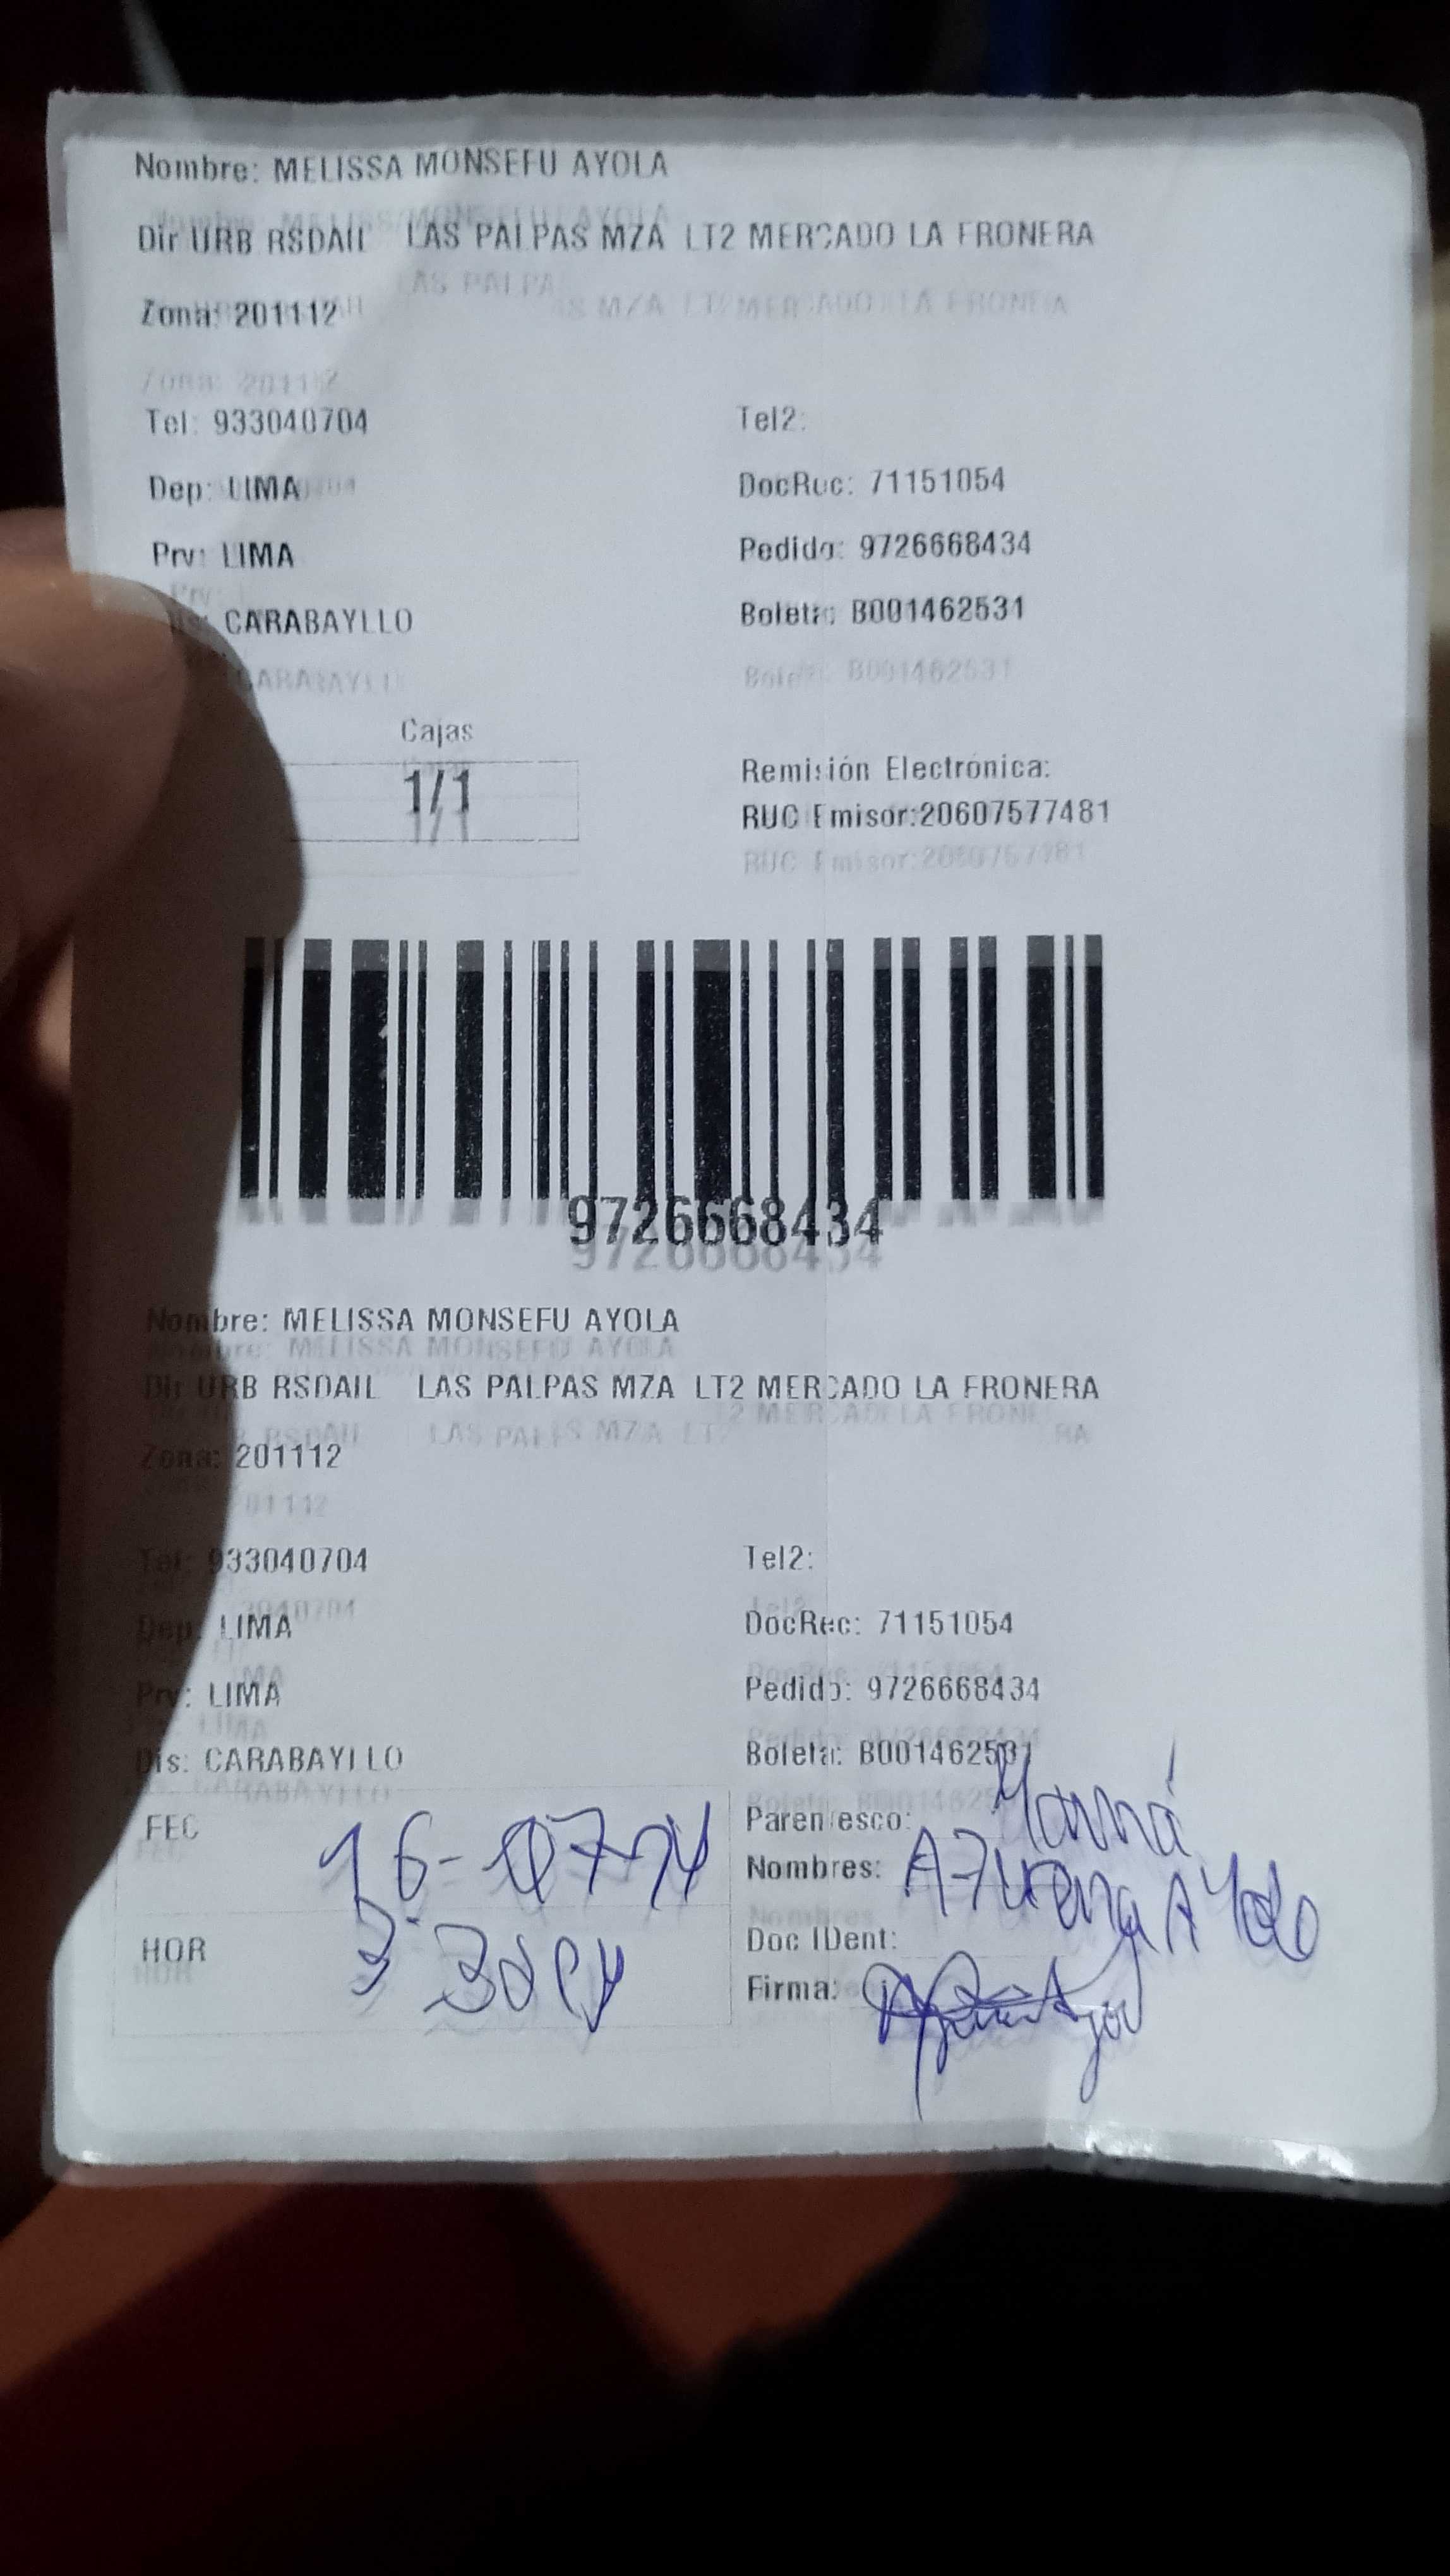 Nombre: MELISSA MONSEFU AYOLA
Dir URB RSDAIL LAS PALPAS MZA LT2 MERCADO LA FRONERA
Zona: 201112
Tel: 933040704 Tel2:
Dep: LIMA DocRec: 71151054
Prv: LIMA Pedido: 9726668434
Dis: CARABAYLLO Boleta: B001462531
Cajas
1/1
Remisión Electrónica:
RUC Emisor:20607577481
9726668434
Nombre: MELISSA MONSEFU AYOLA
Dir URB RSDAIL LAS PALPAS MZA LT2 MERCADO LA FRONERA
Zona: 201112
Tel: 933040704 Tel2:
Dep: LIMA DocRec: 71151054
Prv: LIMA Pedido: 9726668434
Dis: CARABAYLLO Boleta: B001462531
FEC
Parentesco: Mamá
Nombres:
HOR
Doc IDent:
Firma: